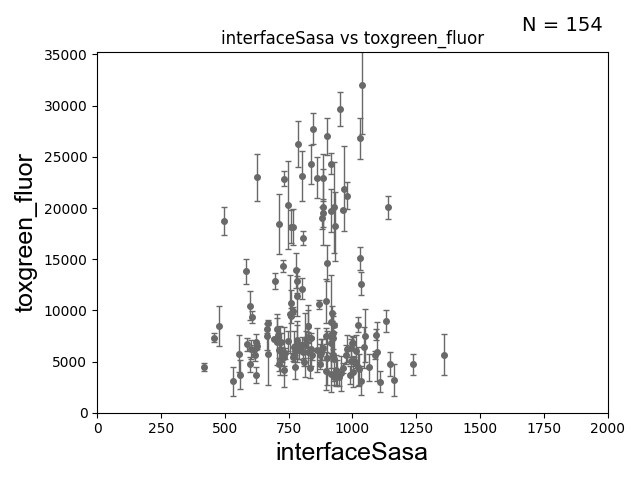 N = 154
interfaceSasa vs toxgreen_fluor
35000
30000
25000
20000
15000
10000
5000
0
toxgreen_fluor
0 250 500 750 1000 1250 1500 1750 2000
interfaceSasa